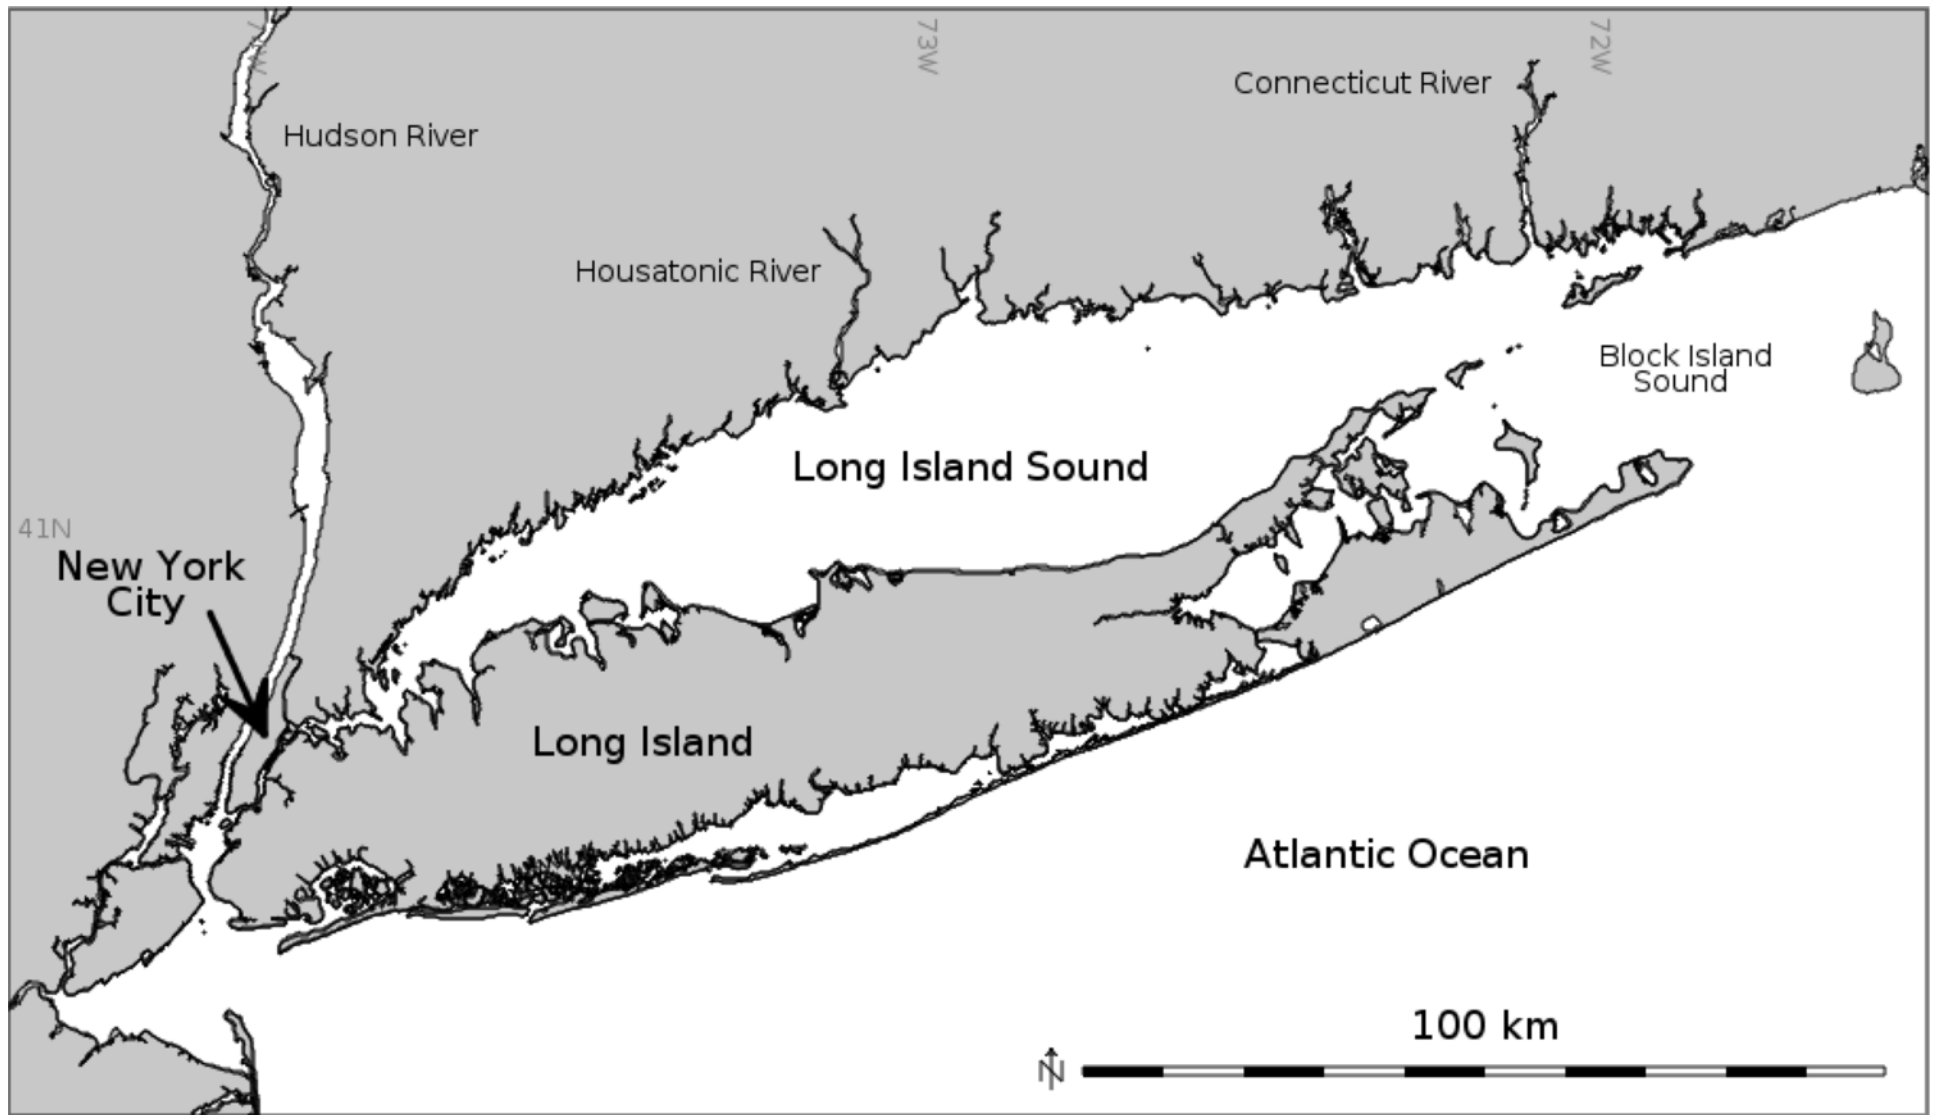 73W
72W
Connecticut River
Hudson River
Housatonic River
Block Island
Sound
Long Island Sound
41N
New York
City
Long Island
Atlantic Ocean
100 km
N